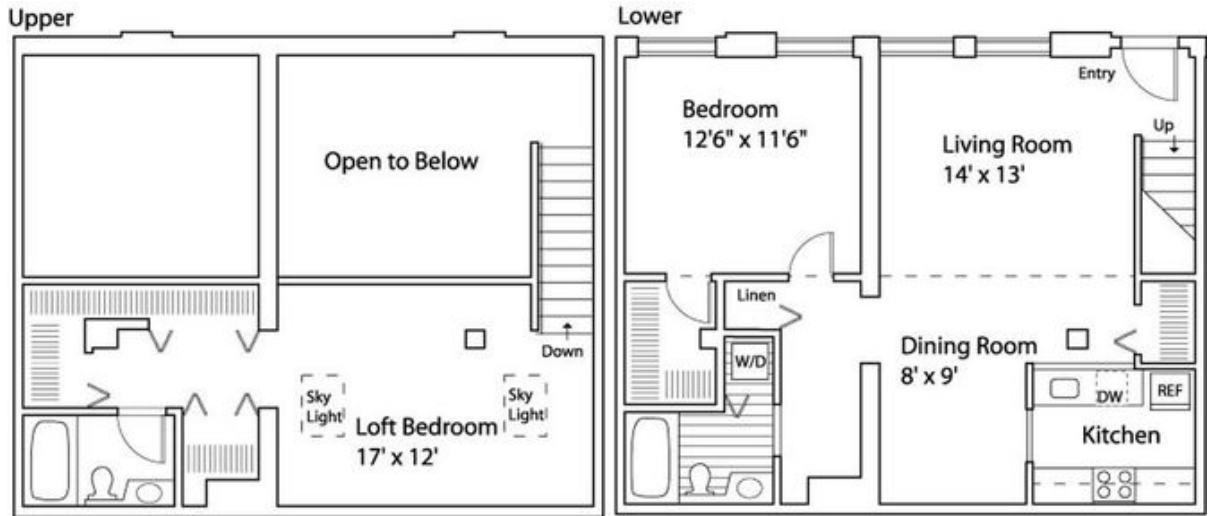 Upper
Open to Below
Down
Sky
Light
Sky
Light
Loft Bedroom
17' x 12'
Lower
Entry
Bedroom
12'6" x 11'6"
Up
Living Room
14' x 13'
Linen
W/D
Dining Room
8' x 9'
DW
REF
Kitchen